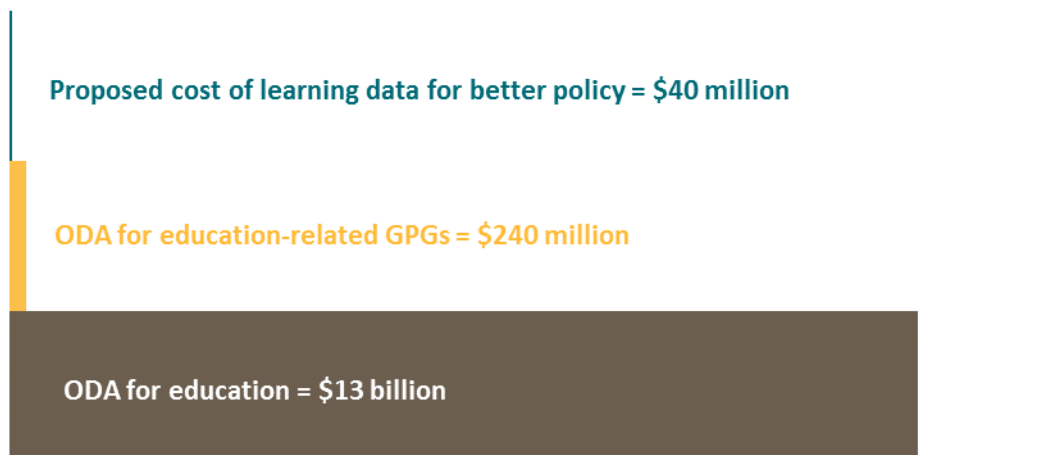 Proposed cost of learning data for better policy = $40 million
ODA for education-related GPGs = $240 million
ODA for education = $13 billion